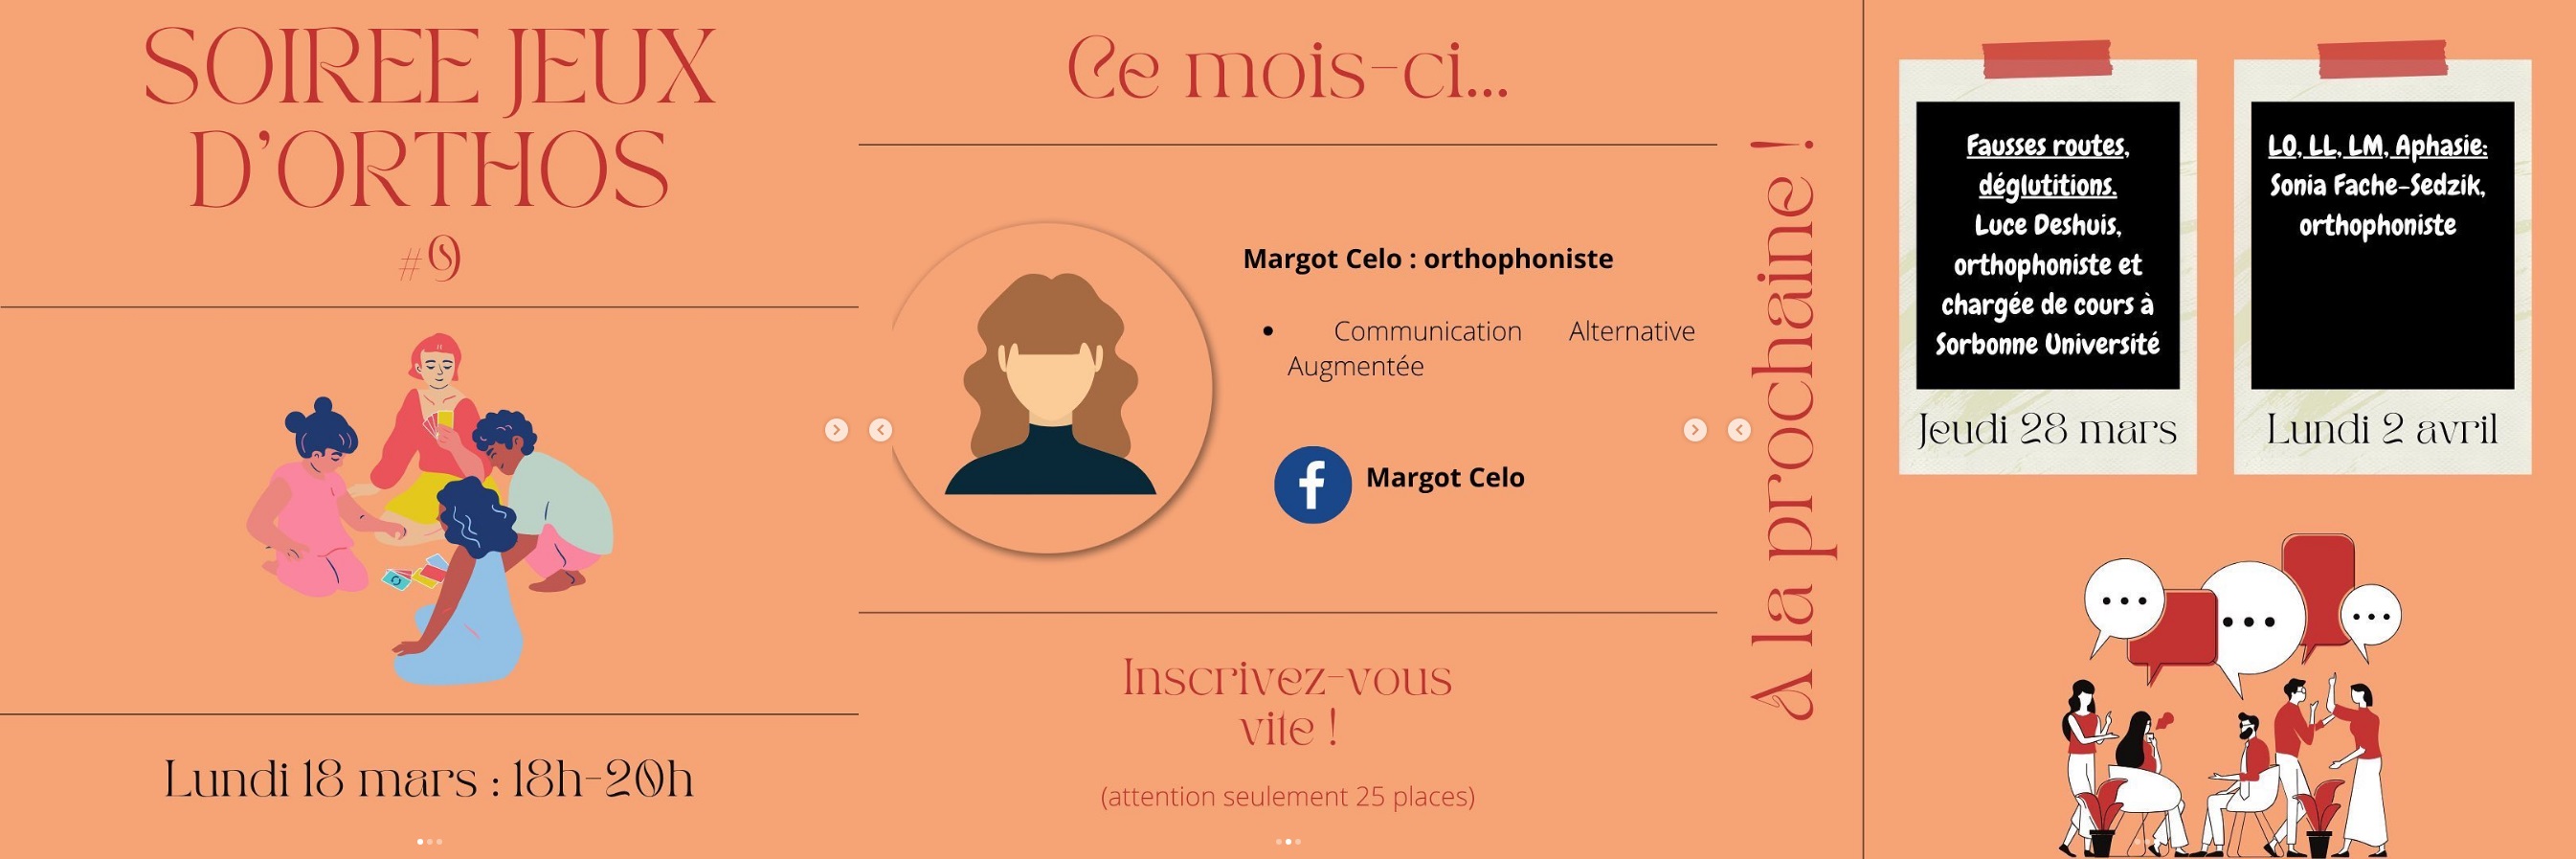 SOIREE JEUX
D'ORTHOS
#9
Lundi 18 mars : 18h-20h
Ce mois-ci...
Margot Celo : orthophoniste
• Communication Alternative
Augmentée
f Margot Celo
Inscrivez-vous
vite !
(attention seulement 25 places)
A la prochaine !
Fausses routes,
déglutitions.
Luce Deshuis,
orthophoniste et
chargée de cours à
Sorbonne Université
Jeudi 28 mars
LO, LL, LM, Aphasie:
Sonia Fache-Sedzik,
orthophoniste
Lundi 2 avril